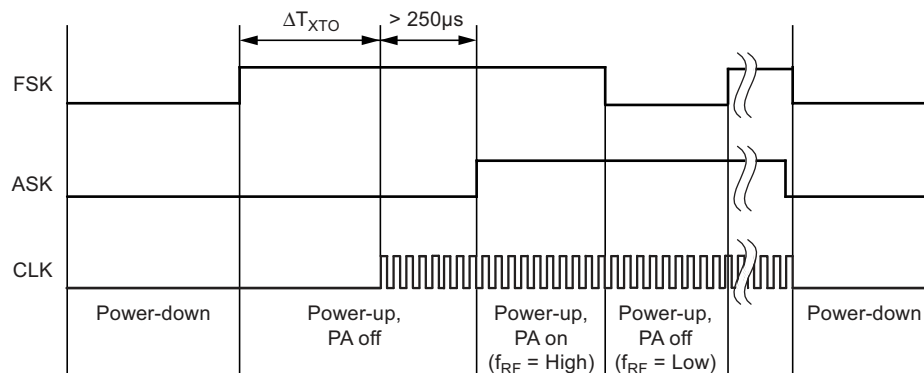 ΔT_XTO
> 250μs
FSK
ASK
CLK
Power-down
Power-up,
PA off
Power-up,
PA on
(f_RF = High)
Power-up,
PA off
(f_RF = Low)
Power-down